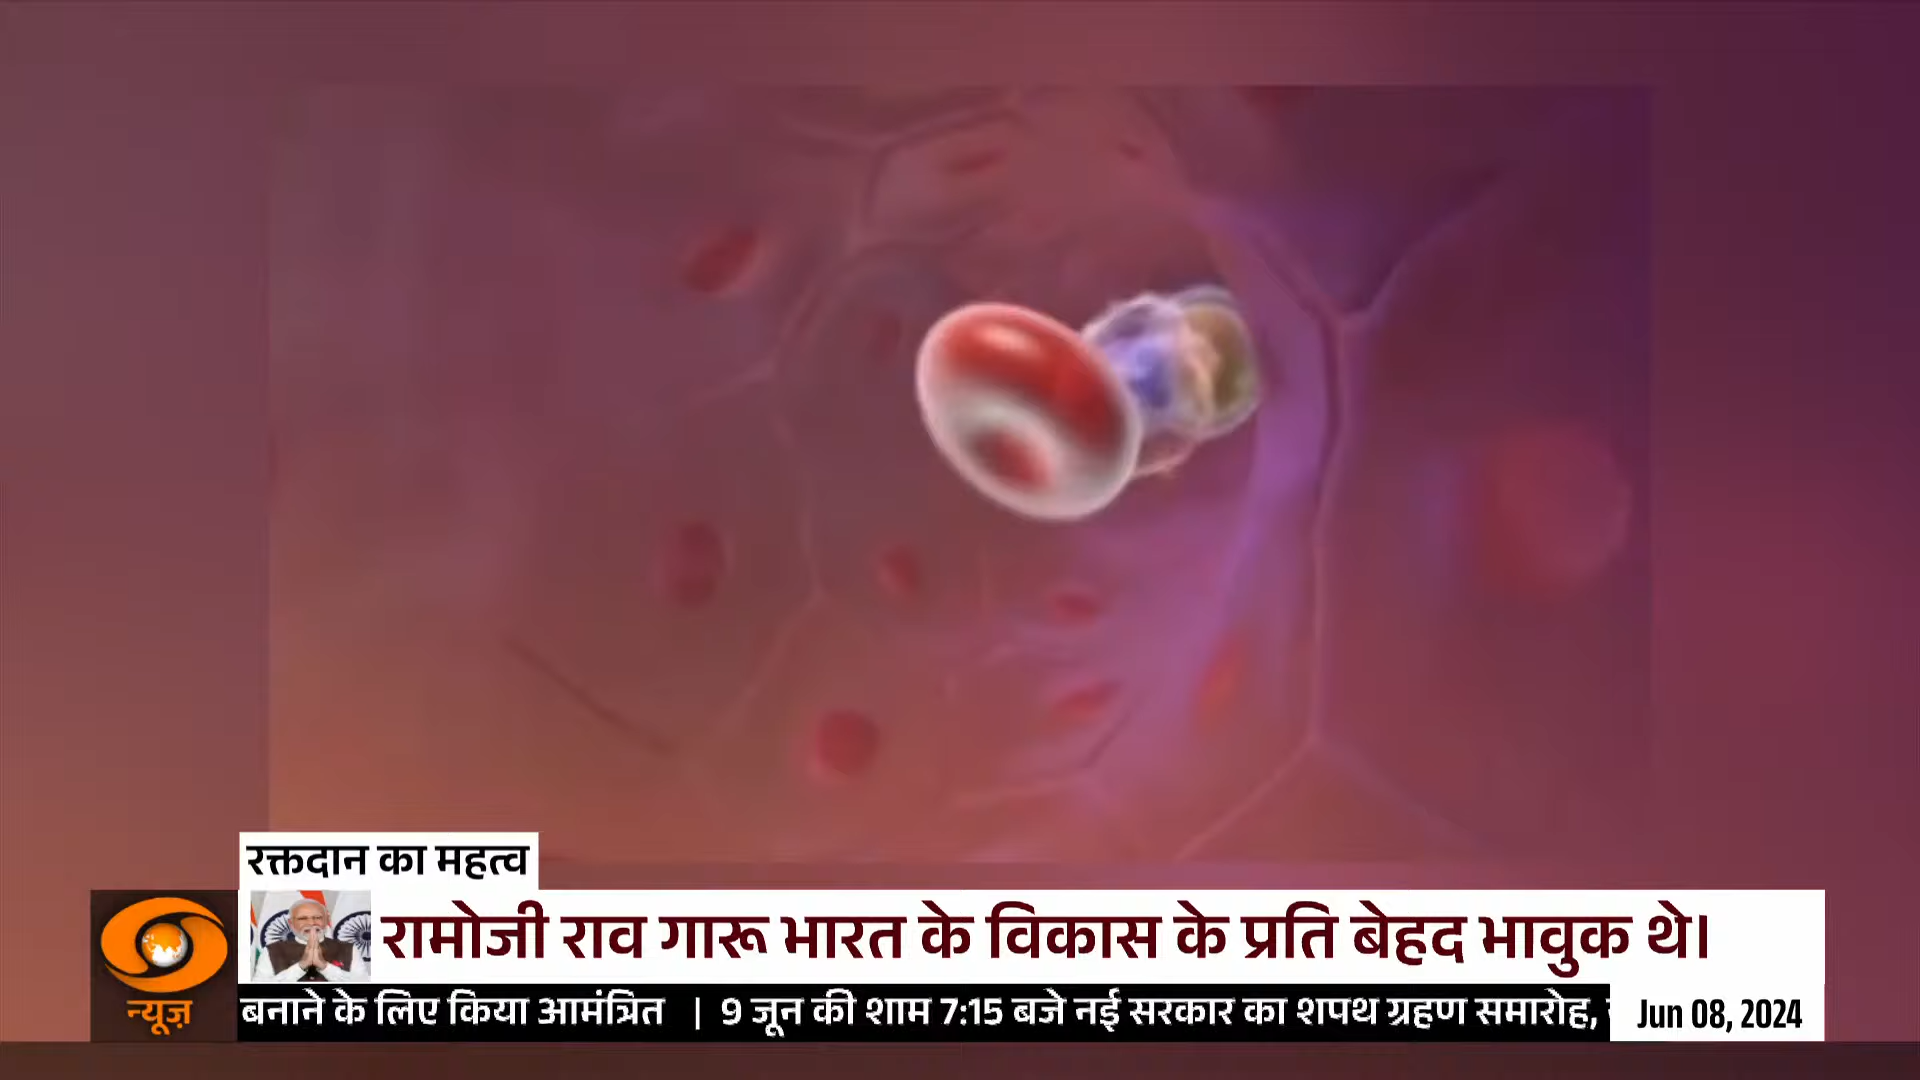 रक्तदान का महत्व
रामोजी राव गारू भारत के विकास के प्रति बेहद भावुक थे।
न्यूज़
बनाने के लिए किया आमंत्रित | 9 जून की शाम 7:15 बजे नई सरकार का शपथ ग्रहण समारोह,
Jun 08, 2024